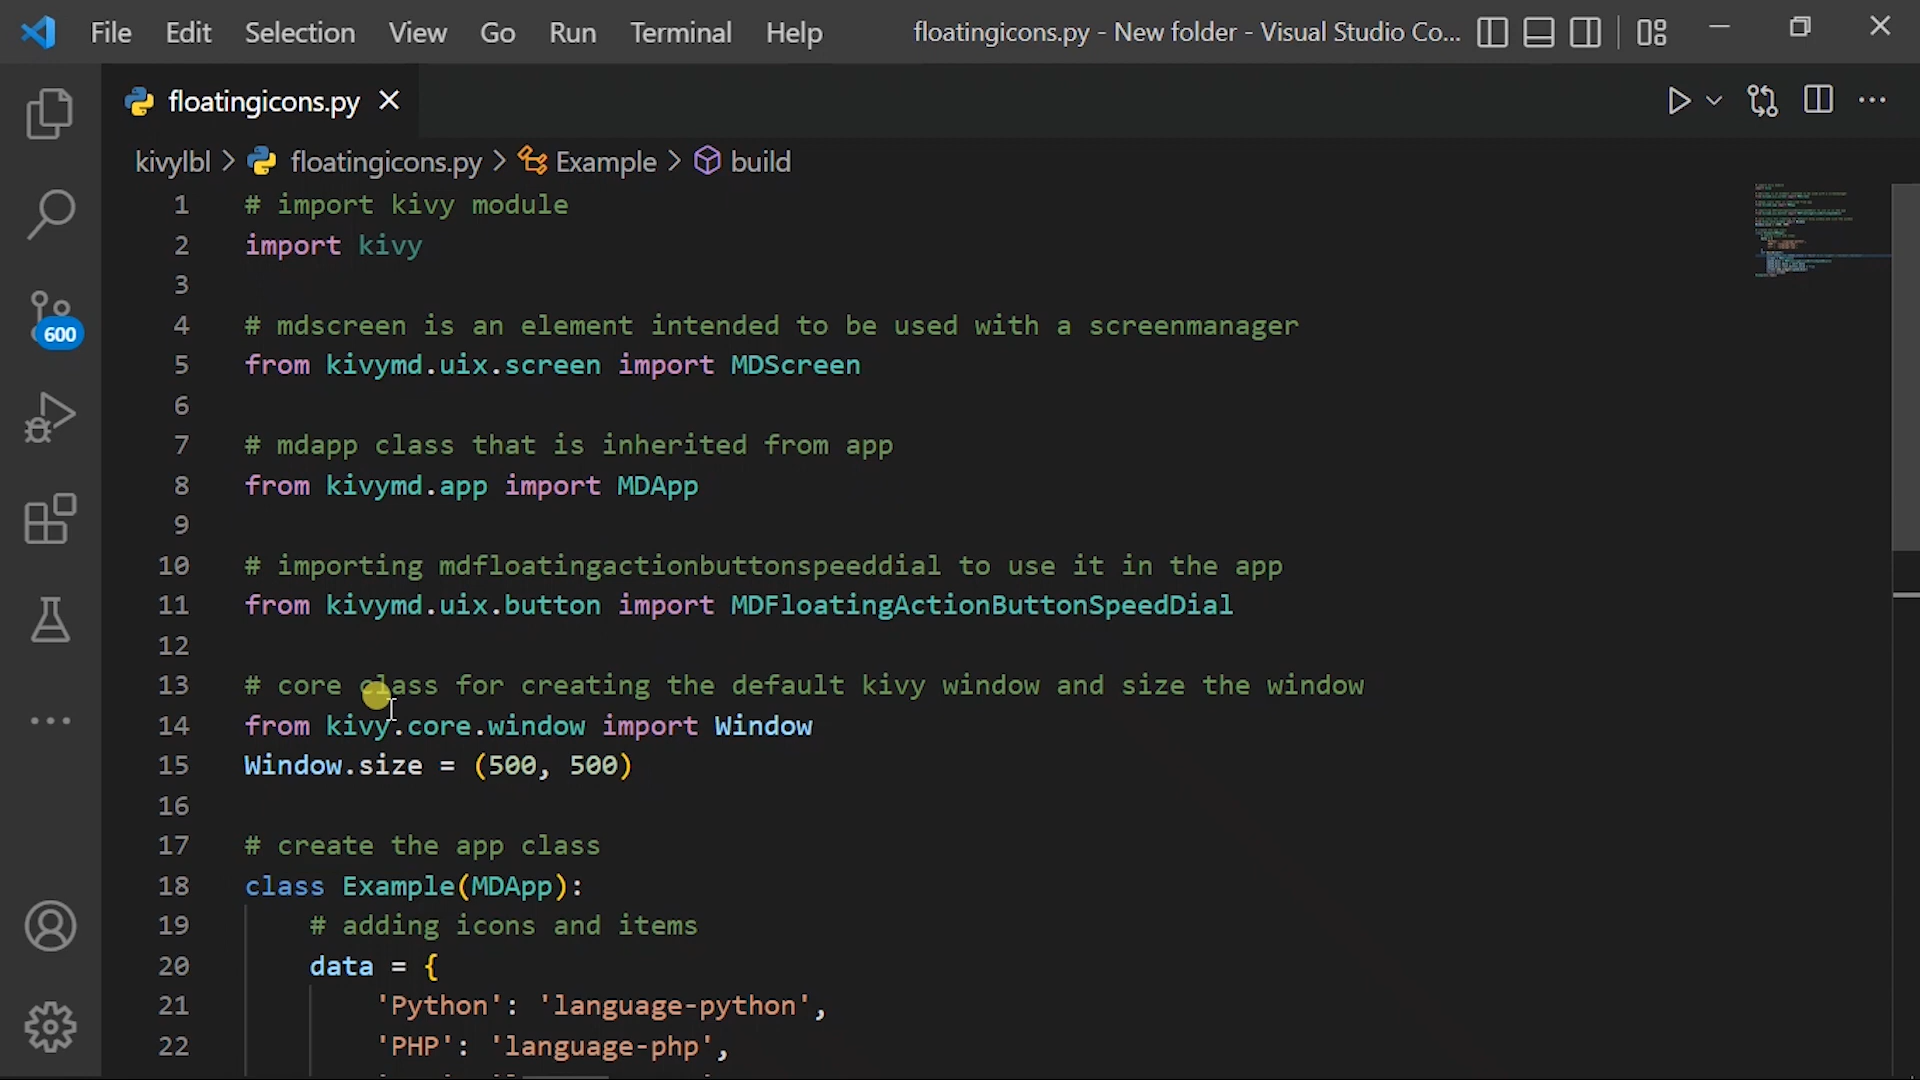 File Edit Selection View Go Run Terminal Help floatingicons.py - New folder - Visual Studio Co...
floatingicons.py
kivylbl > floatingicons.py > Example > build
1 # import kivy module
2 import kivy
3
4 # mdscreen is an element intended to be used with a screenmanager
5 from kivymd.uix.screen import MDScreen
6
7 # mdapp class that is inherited from app
8 from kivymd.app import MDApp
9
10 # importing mdfloatingactionbuttonspeeddial to use it in the app
11 from kivymd.uix.button import MDFloatingActionButtonSpeedDial
12
13 # core class for creating the default kivy window and size the window
14 from kivy.core.window import Window
15 Window.size = (500, 500)
16
17 # create the app class
18 class Example(MDApp):
19 # adding icons and items
20 data = {
21 'Python': 'language-python',
22 'PHP': 'language-php',
600